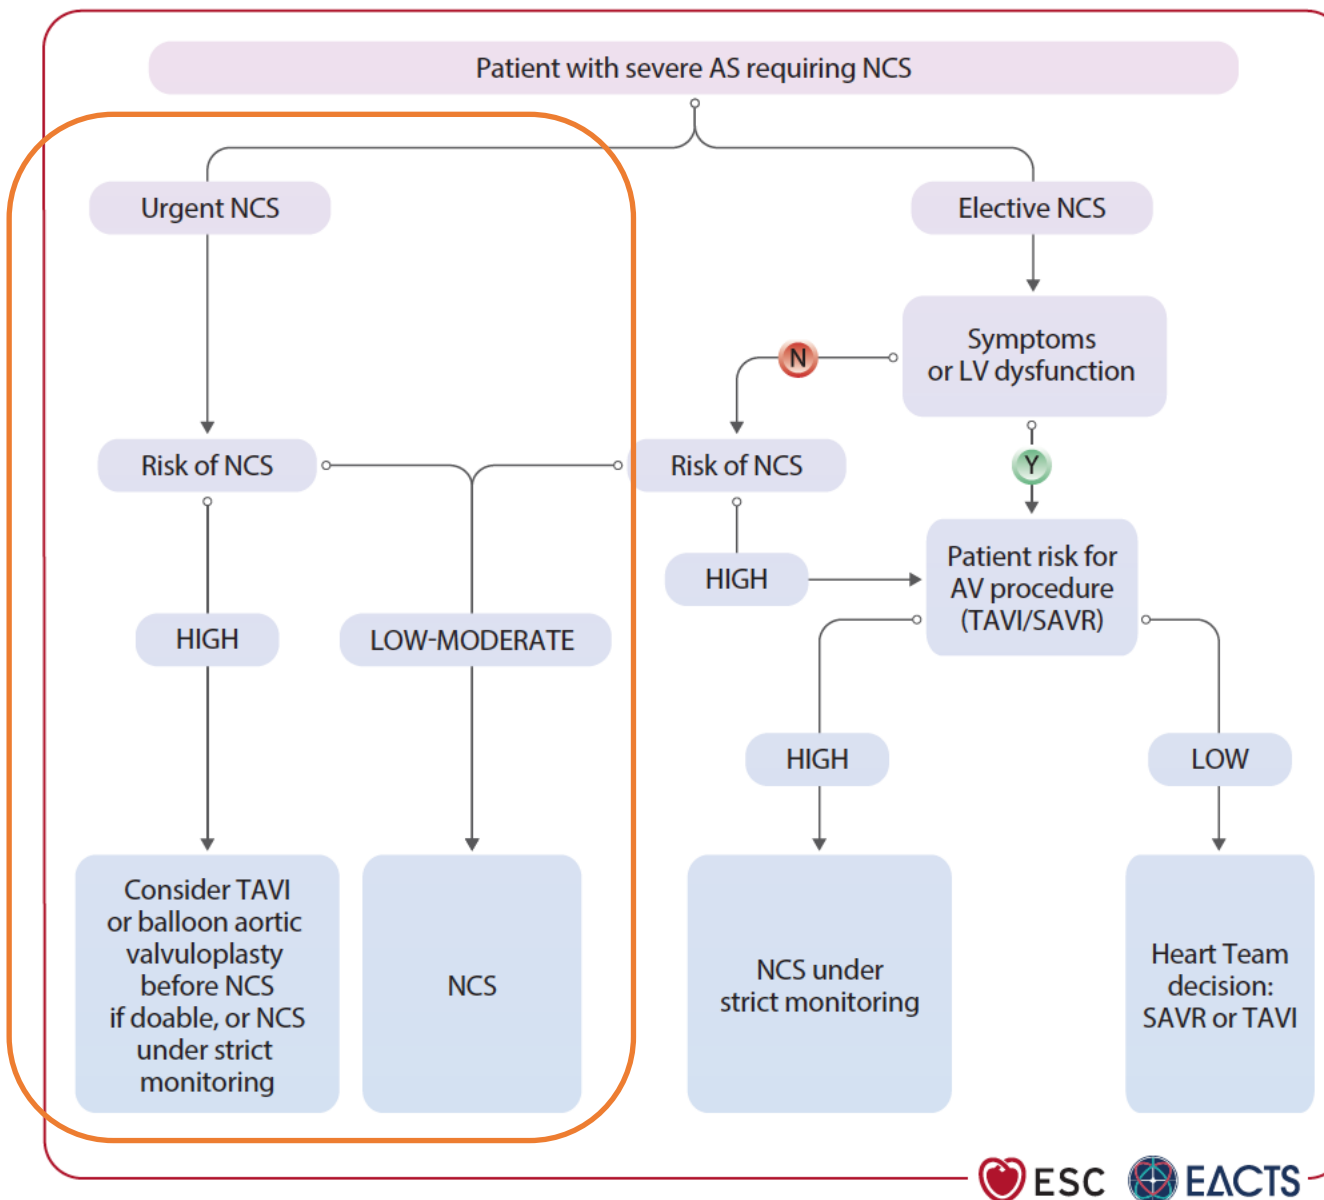 Patient with severe AS requiring NCS
Urgent NCS
Elective NCS
Symptoms
or LV dysfunction
N
Y
Risk of NCS
Risk of NCS
Patient risk for
AV procedure
(TAVI/SAVR)
HIGH
HIGH
LOW-MODERATE
HIGH
LOW
Consider TAVI
or balloon aortic
valvuloplasty
before NCS
if doable, or NCS
under strict
monitoring
NCS
NCS under
strict monitoring
Heart Team
decision:
SAVR or TAVI
ESC
EACTS